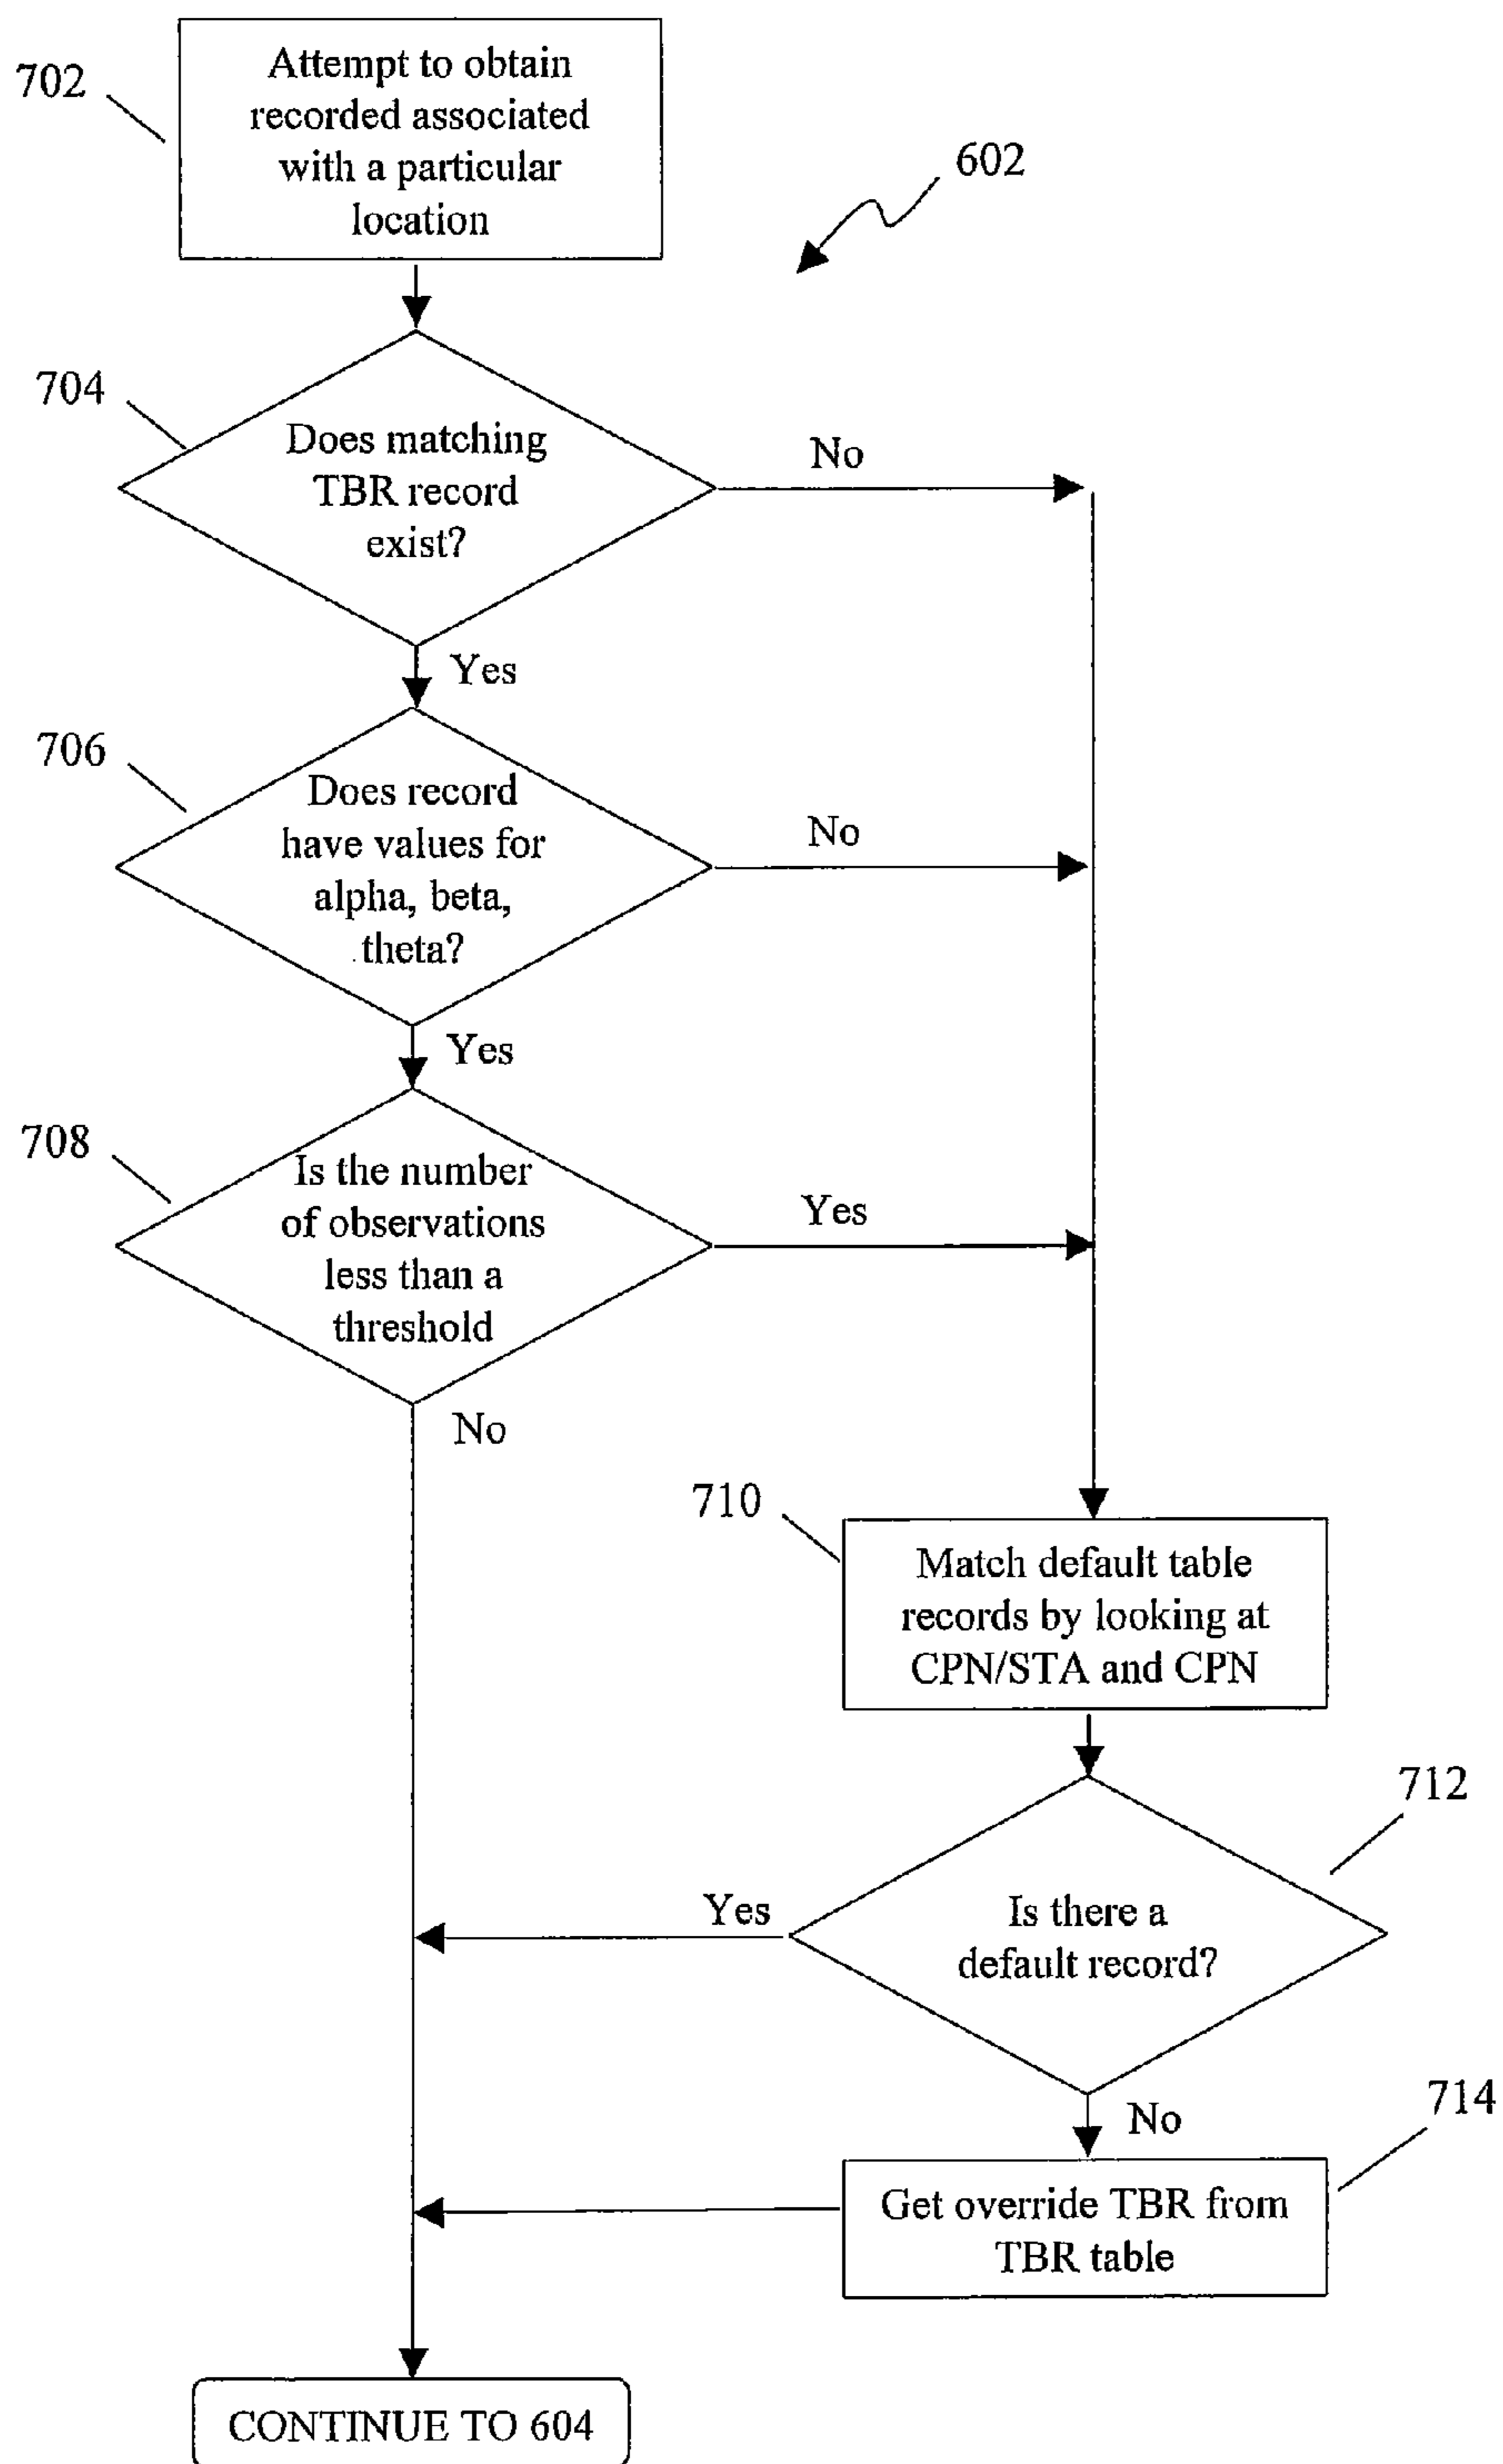 702
Attempt to obtain
recorded associated
with a particular
location
602
704
Does matching
TBR record
exist?
No
Yes
706
Does record
have values for
alpha, beta,
theta?
No
Yes
708
Is the number
of observations
less than a
threshold
Yes
No
710
Match default table
records by looking at
CPN/STA and CPN
712
Is there a
default record?
Yes
No
714
Get override TBR from
TBR table
CONTINUE TO 604